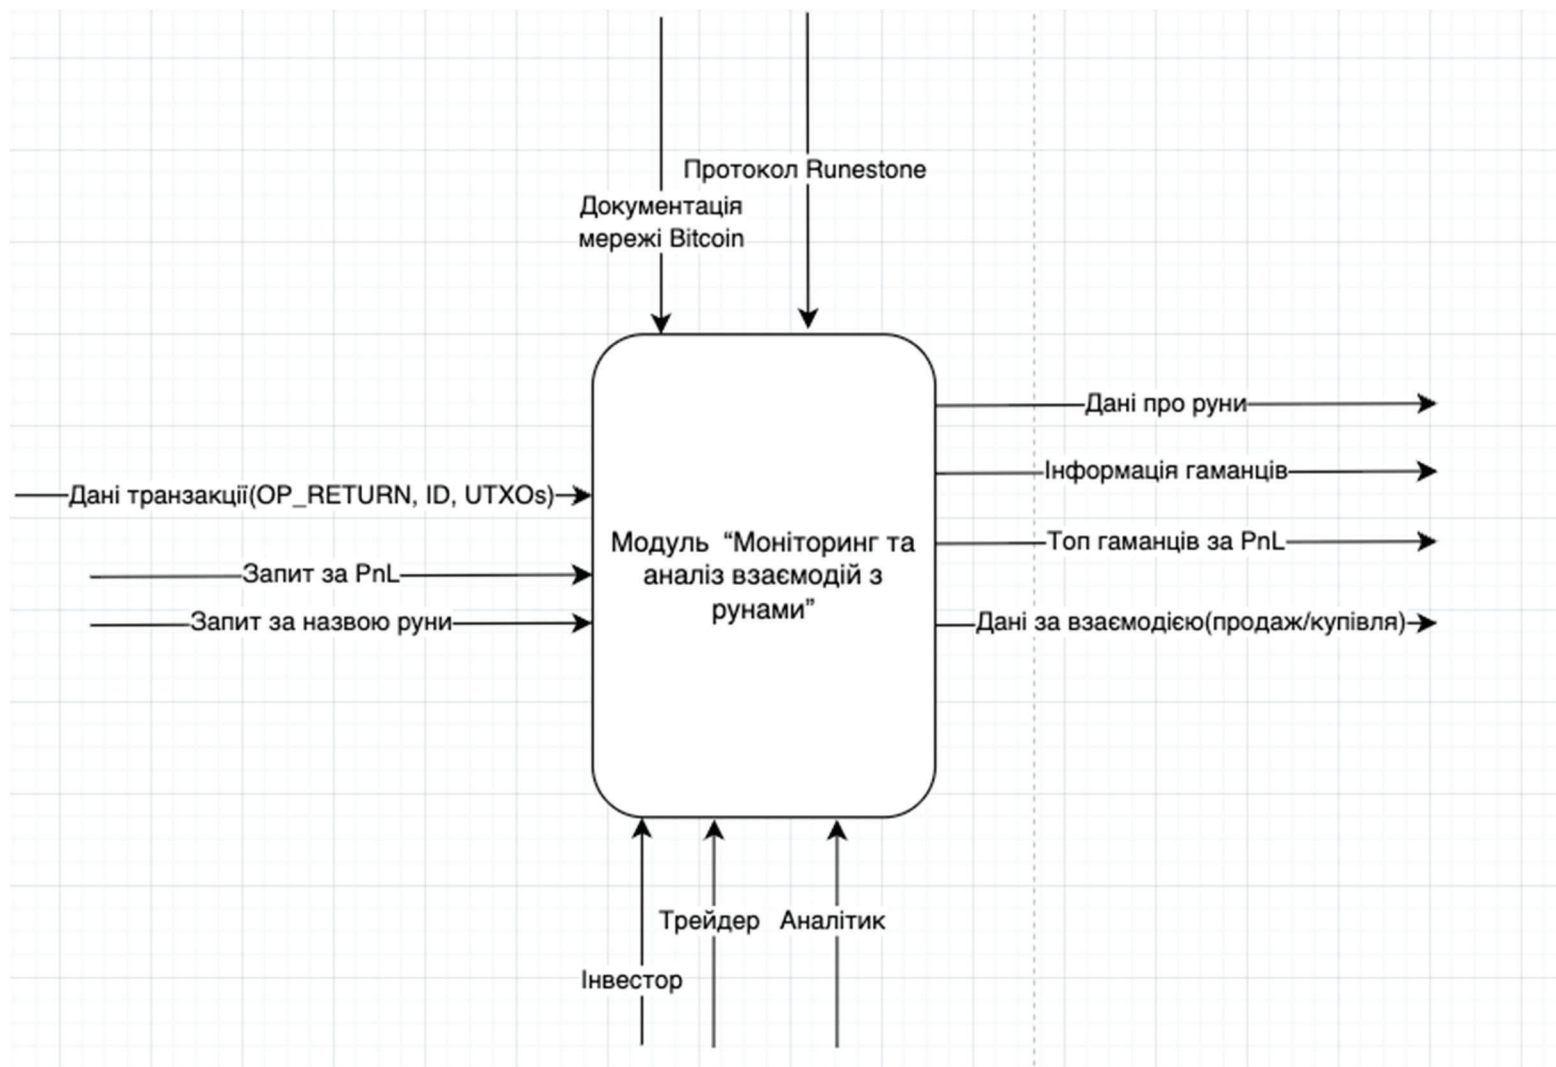 Протокол Runestone
Документація
мережі Bitcoin
Дані про руни
Інформація гаманців
Дані транзакції(OP_RETURN, ID, UTXOs)
Топ гаманців за PnL
Модуль “Моніторинг та
аналіз взаємодій з
рунами”
Запит за PnL
Запит за назвою руни
Дані за взаємодією(продаж/купівля)
Трейдер
Аналітик
Інвестор